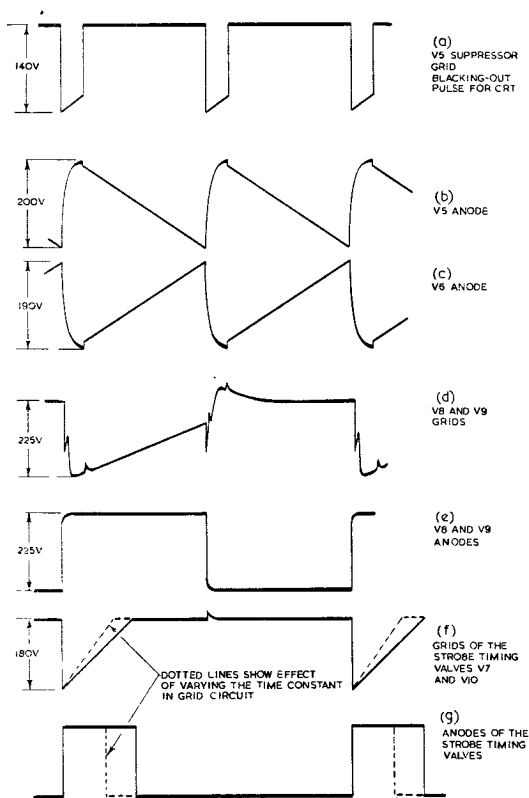 140V
(a)
V5 SUPPRESSOR
GRID
BLACKING-OUT
PULSE FOR CRT
200V
(b)
V5 ANODE
190V
(c)
V6 ANODE
225V
(d)
V8 AND V9
GRIDS
225V
(e)
V8 AND V9
ANODES
180V
(f)
GRIDS OF THE
STROBE TIMING
VALVES V7
AND V10
DOTTED LINES SHOW EFFECT
OF VARYING THE TIME CONSTANT
IN GRID CIRCUIT
(g)
ANODES OF THE
STROBE TIMING
VALVES